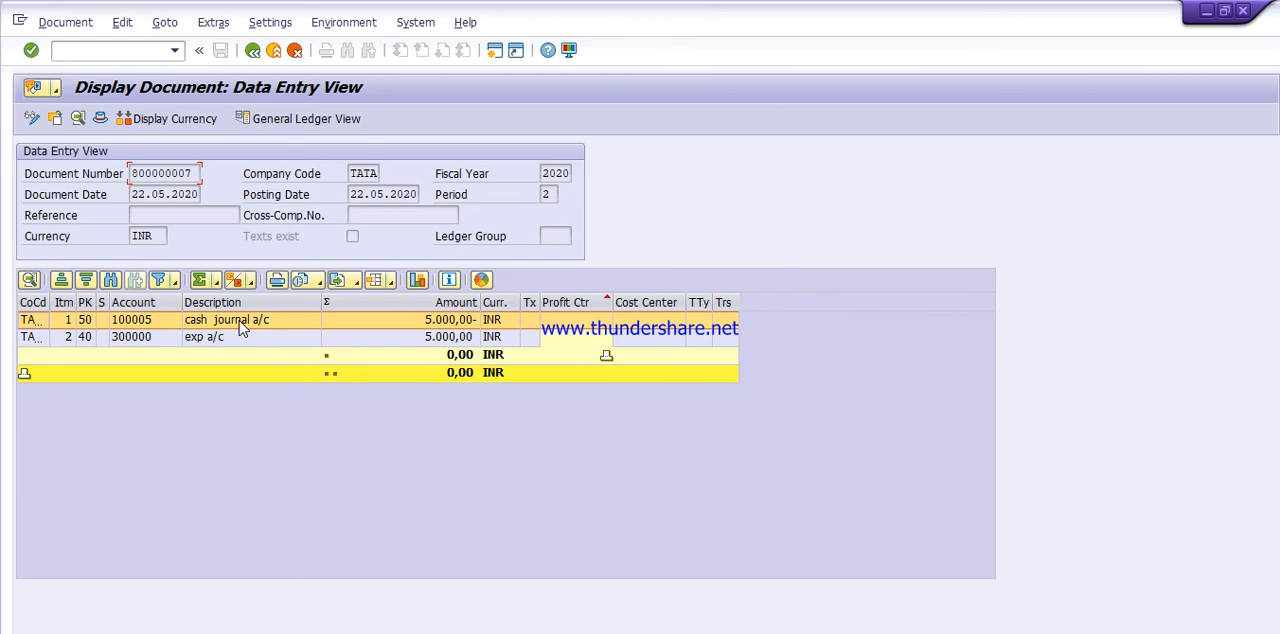 Document Edit Goto Extras Settings Environment System Help
Display Document: Data Entry View
Display Currency General Ledger View
Data Entry View
Document Number 800000007 Company Code TATA Fiscal Year 2020
Document Date 22.05.2020 Posting Date 22.05.2020 Period 2
Reference Cross-Comp.No.
Currency INR Texts exist Ledger Group
CoCd Itm PK S Account Description Σ Amount Curr. Tx Profit Ctr Cost Center TTy Trs
TA.. 1 50 100005 cash journal a/c 5.000,00- INR
www.thundershare.net
TA.. 2 40 300000 exp a/c 5.000,00 INR
0,00 INR
0,00 INR